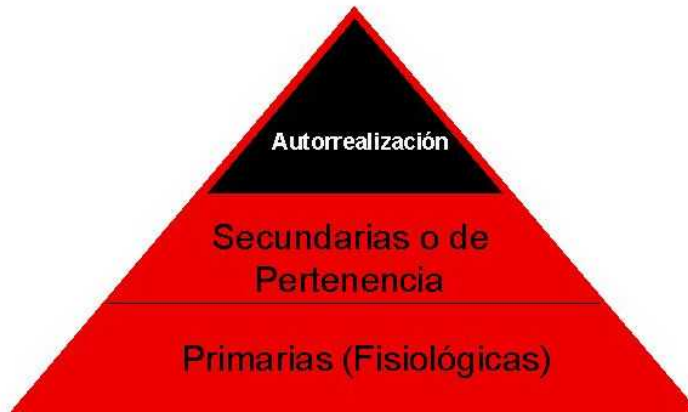 Autorrealización
Secundarias o de
Pertenencia
Primarias (Fisiológicas)